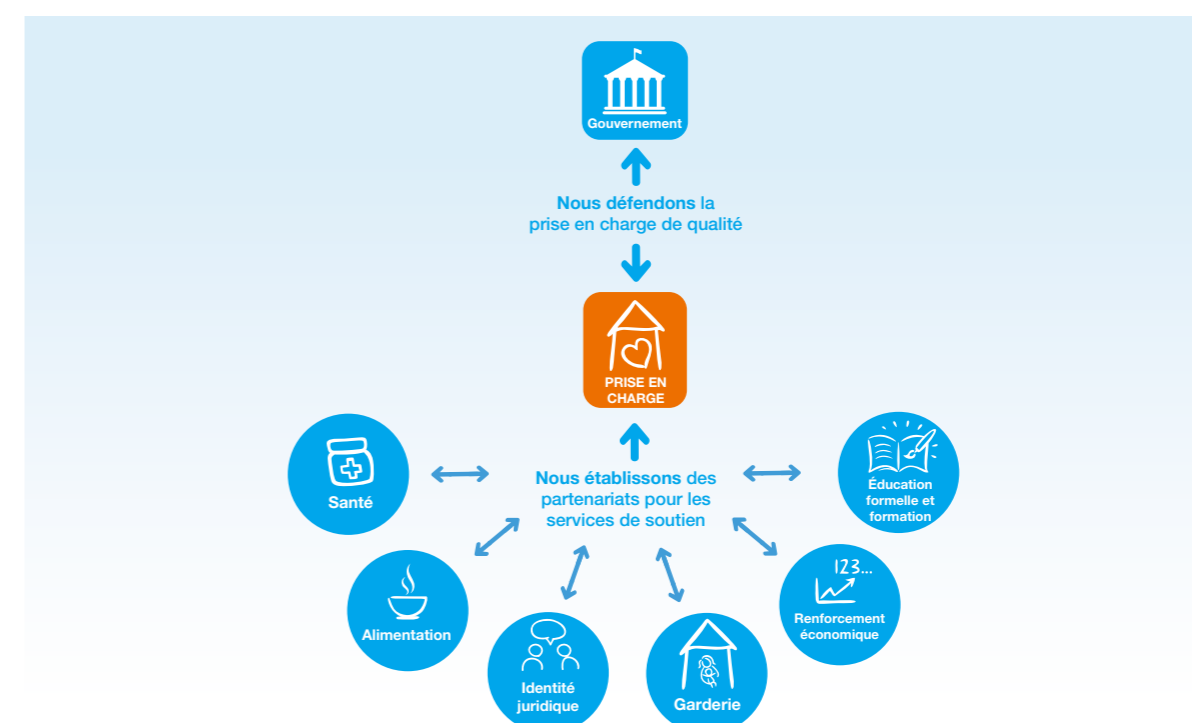 Gouvernement
Nous défendons la
prise en charge de qualité
PRISE EN
CHARGE
Santé
Nous établissons des
partenariats pour les
services de soutien
Éducation
formelle et
formation
Alimentation
123...
Renforcement
économique
Identité
juridique
Garderie